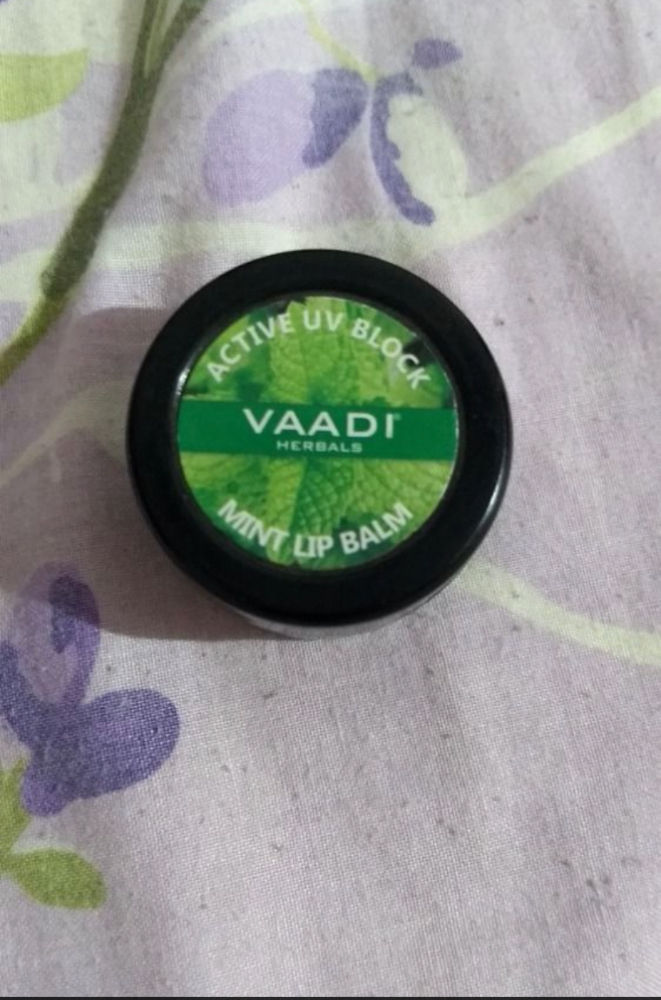 ACTIVE UV BLOCK
VAADI®
HERBALS
MINT LIP BALM